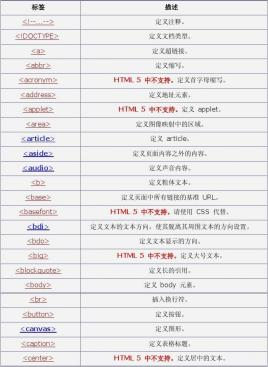 标签 描述
<!--...--> 定义注释。
<!DOCTYPE> 定义文档类型。
<a> 定义超链接。
<abbr> 定义缩写。
<acronym> HTML 5 中不支持。定义首字母缩写。
<address> 定义地址元素。
<applet> HTML 5 中不支持。定义 applet。
<area> 定义图像映射中的区域。
<article> 定义 article。
<aside> 定义页面内容之外的内容。
<audio> 定义声音内容。
<b> 定义粗体文本。
<base> 定义页面中所有链接的基准 URL。
<basefont> HTML 5 中不支持。请使用 CSS 代替。
<bdi> 定义文本的文本方向，使其脱离其周围文本的方向设置。
<bdo> 定义文本显示的方向。
<big> HTML 5 中不支持。定义大号文本。
<blockquote> 定义长的引用。
<body> 定义 body 元素。
<br> 插入换行符。
<button> 定义按钮。
<canvas> 定义图形。
<caption> 定义表格标题。
<center> HTML 5 中不支持。定义居中的文本。